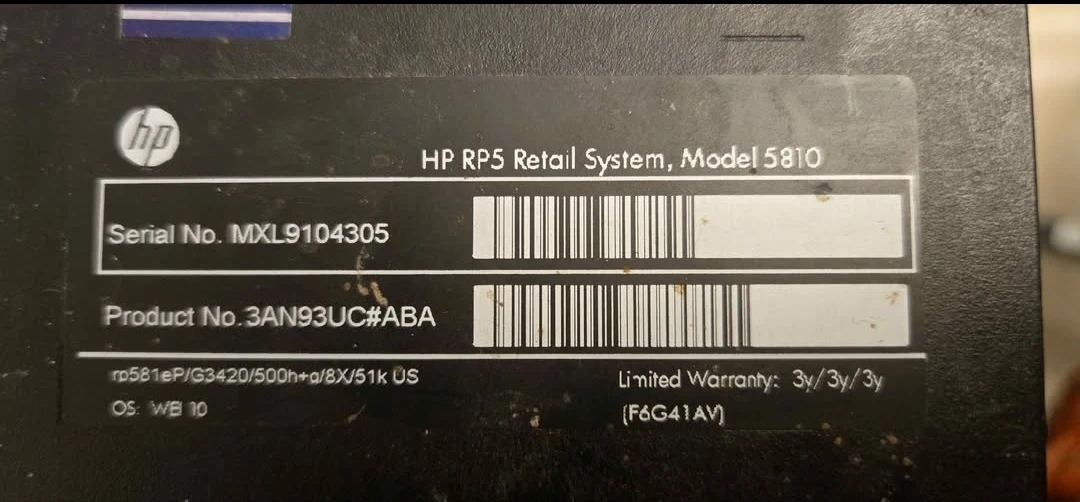 hp
HP RP5 Retail System, Model 5810
Serial No. MXL9104305
Product No.3AN93UC#ABA
rp581eP/G3420/500h+q/8X/51k US
Limited Warranty: 3y/3y/3y
OS: WEI 10
(F6G41AV)